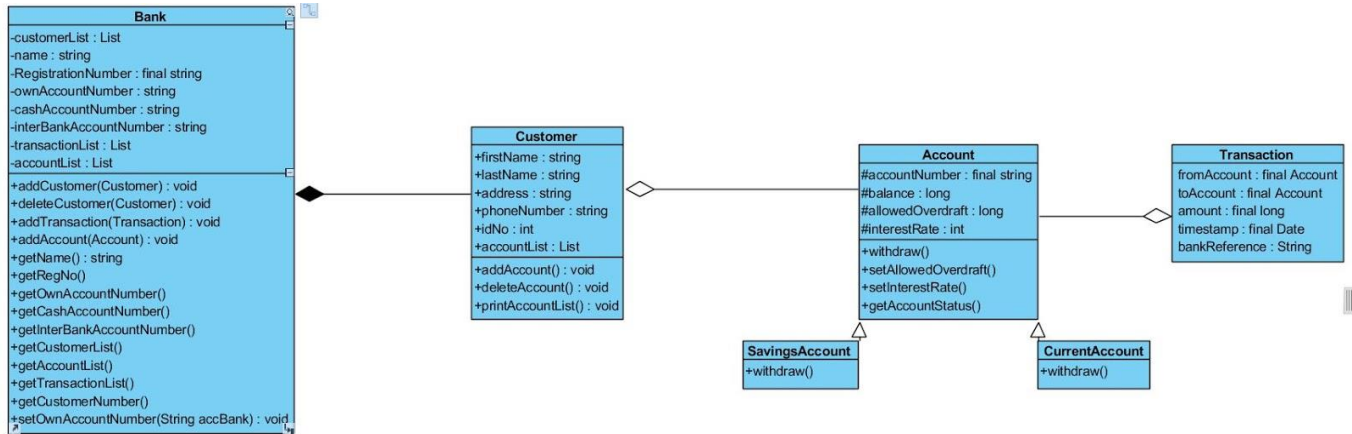 Bank
-customerList : List
-name : string
-RegistrationNumber : final string
-ownAccountNumber : string
-cashAccountNumber : string
-interBankAccountNumber : string
-transactionList : List
-accountList : List
+addCustomer(Customer) : void
+deleteCustomer(Customer) : void
+addTransaction(Transaction) : void
+addAccount(Account) : void
+getName() : string
+getRegNo()
+getOwnAccountNumber()
+getCashAccountNumber()
+getInterBankAccountNumber()
+getCustomerList()
+getAccountList()
+getTransactionList()
+getCustomerNumber()
+setOwnAccountNumber(String accBank) : void
Customer
+firstName : string
+lastName : string
+address : string
+phoneNumber : string
+idNo : int
+accountList : List
+addAccount() : void
+deleteAccount() : void
+printAccountList() : void
Account
#accountNumber : final string
#balance : long
#allowedOverdraft : long
#interestRate : int
+withdraw()
+setAllowedOverdraft()
+setInterestRate()
+getAccountStatus()
SavingsAccount
+withdraw()
CurrentAccount
+withdraw()
Transaction
fromAccount : final Account
toAccount : final Account
amount : final long
timestamp : final Date
bankReference : String